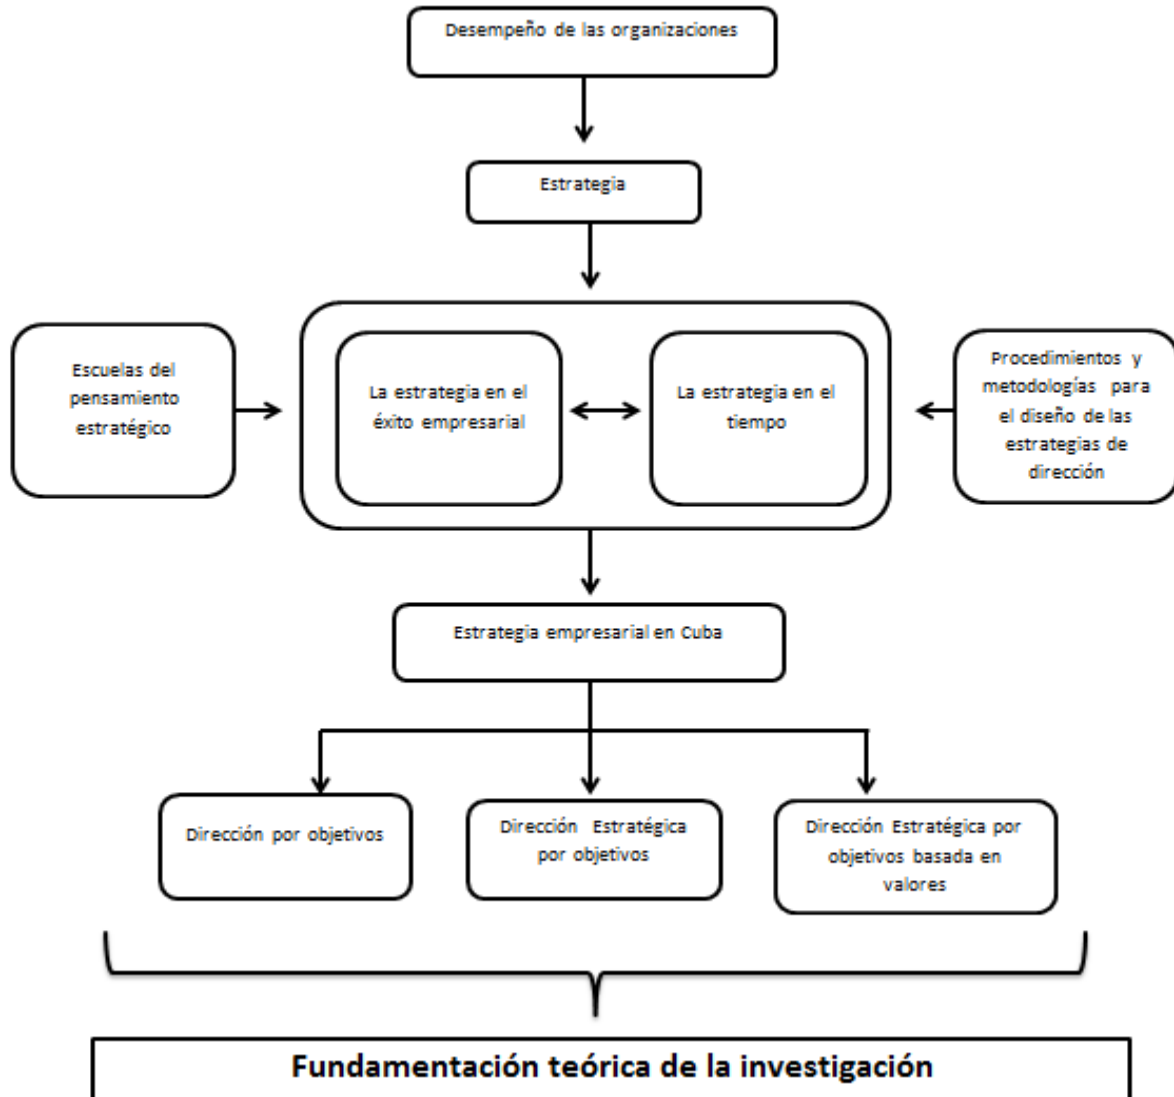 Desempeño de las organizaciones
Estrategia
Escuelas del
pensamiento
estratégico
La estrategia en el
éxito empresarial
La estrategia en el
tiempo
Procedimientos y
metodologías para
el diseño de las
estrategias de
dirección
Estrategia empresarial en Cuba
Dirección por objetivos
Dirección Estratégica
por objetivos
Dirección Estratégica por
objetivos basada en
valores
Fundamentación teórica de la investigación